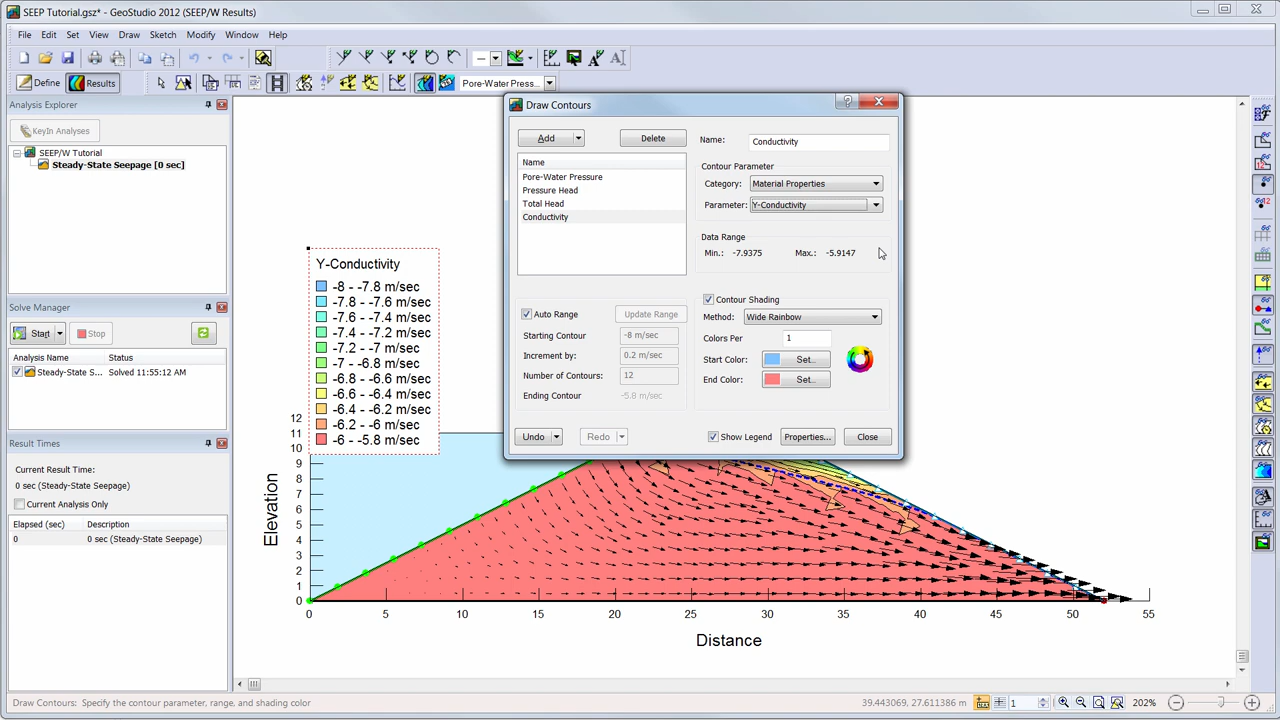 SEEP Tutorial.gsz* - GeoStudio 2012 (SEEP/W Results)
File Edit Set View Draw Sketch Modify Window Help
Define Results Pore-Water Press...
Analysis Explorer
KeyIn Analyses
SEEP/W Tutorial
Steady-State Seepage [0 sec]
Solve Manager
Start Stop
Analysis Name Status
Steady-State S... Solved 11:55:12 AM
Result Times
Current Result Time:
0 sec (Steady-State Seepage)
Current Analysis Only
Elapsed (sec) Description
0 0 sec (Steady-State Seepage)
Y-Conductivity
-8 - -7.8 m/sec
-7.8 - -7.6 m/sec
-7.6 - -7.4 m/sec
-7.4 - -7.2 m/sec
-7.2 - -7 m/sec
-7 - -6.8 m/sec
-6.8 - -6.6 m/sec
-6.6 - -6.4 m/sec
-6.4 - -6.2 m/sec
-6.2 - -6 m/sec
-6 - -5.8 m/sec
Draw Contours
Add Delete
Name
Pore-Water Pressure
Pressure Head
Total Head
Conductivity
Name: Conductivity
Contour Parameter
Category: Material Properties
Parameter: Y-Conductivity
Data Range
Min.: -7.9375 Max.: -5.9147
Auto Range Update Range
Starting Contour -8 m/sec
Increment by: 0.2 m/sec
Number of Contours: 12
Ending Contour -5.8 m/sec
Contour Shading
Method: Wide Rainbow
Colors Per 1
Start Color: Set...
End Color: Set...
Undo Redo Show Legend Properties... Close
Elevation
12
11
10
9
8
7
6
5
4
3
2
1
0
0 5 10 15 20 25 30 35 40 45 50 55
Distance
Draw Contours: Specify the contour parameter, range, and shading color 39.443069, 27.611386 m 1 202%